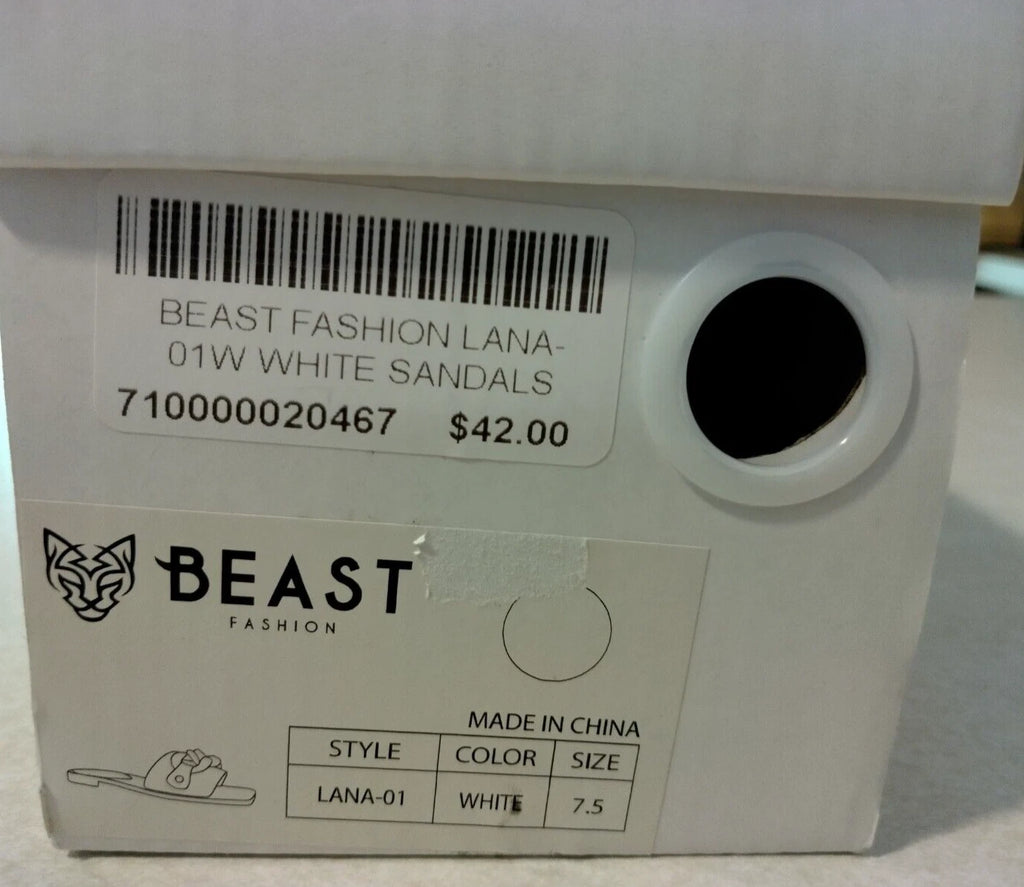 BEAST FASHION LANA-
01W WHITE SANDALS
710000020467 $42.00
BEAST
FASHION
MADE IN CHINA
STYLE COLOR SIZE
LANA-01 WHITE 7.5